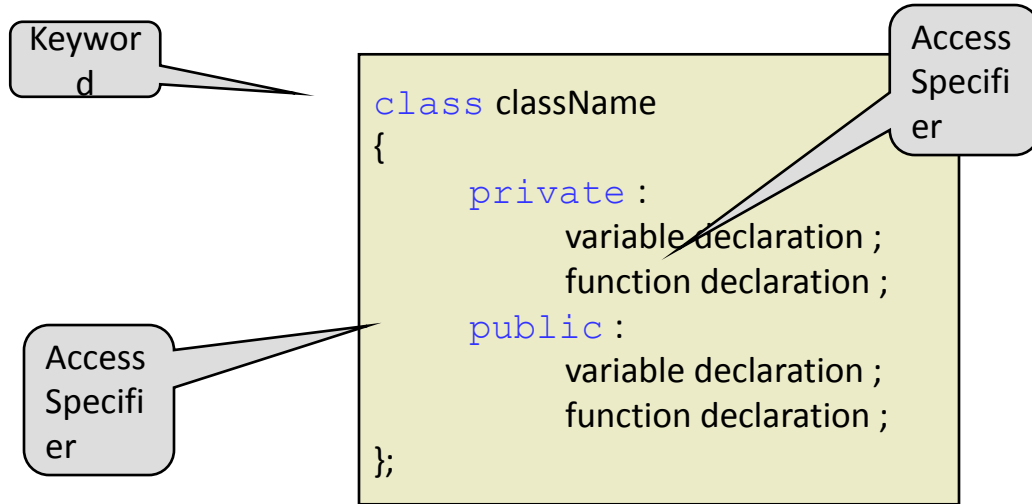 Keywor
d
Access
Specifi
er
class className
{
private :
variable declaration ;
function declaration ;
public :
variable declaration ;
function declaration ;
};
Access
Specifi
er